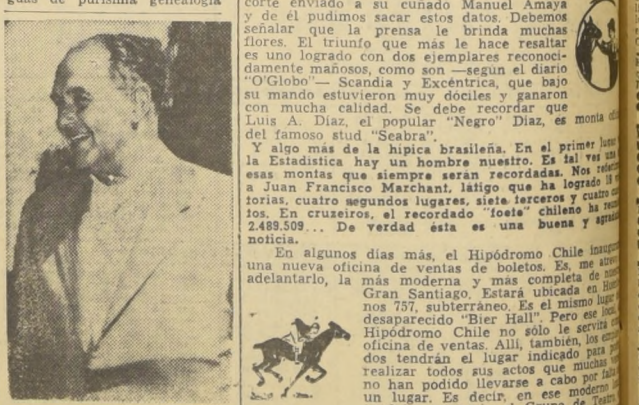 guas de purísima genealogía
corte enviado a su cuñado Manuel Amaya
y de él pudimos sacar estos datos. Debemos
señalar que la prensa le brinda muchas
flores. El triunfo que más le hace resaltar
es uno logrado con dos ejemplares reconoci-
damente mañosos, como son —según el diario
"O'Globo"— Scandia y Excéntrica, que bajo
su mando estuvieron muy dóciles y ganaron
con mucha calidad. Se debe recordar que
Luis A. Díaz, el popular "Negro" Díaz, es monta
del famoso stud "Seabra".
Y algo más de la hípica brasileña. En el primer
la Estadística hay un hombre nuestro. Es tal vez
esas montas que siempre serán recordadas. Nos
a Juan Francisco Marchant, látigo que ha logrado 18
torias, cuatro segundos lugares, siete terceros y cuatro
tos. En cruzeiros, el recordado "foete" chileno ha
2.489.509... De verdad ésta es una buena y
noticia.
En algunos días más, el Hipódromo Chile
una nueva oficina de ventas de boletos. Es, me
adelantarlo, la más moderna y más completa de
Gran Santiago. Estará ubicada en
nos 757, subterráneo. Es el mismo lugar
desaparecido "Bier Hall". Pero ese
Hipódromo Chile no sólo le servirá
oficina de ventas. Allí, también, los
dos tendrán el lugar indicado para
realizar todos sus actos que muchas
no han podido llevarse a cabo por falta
un lugar. Es decir, en ese moderno